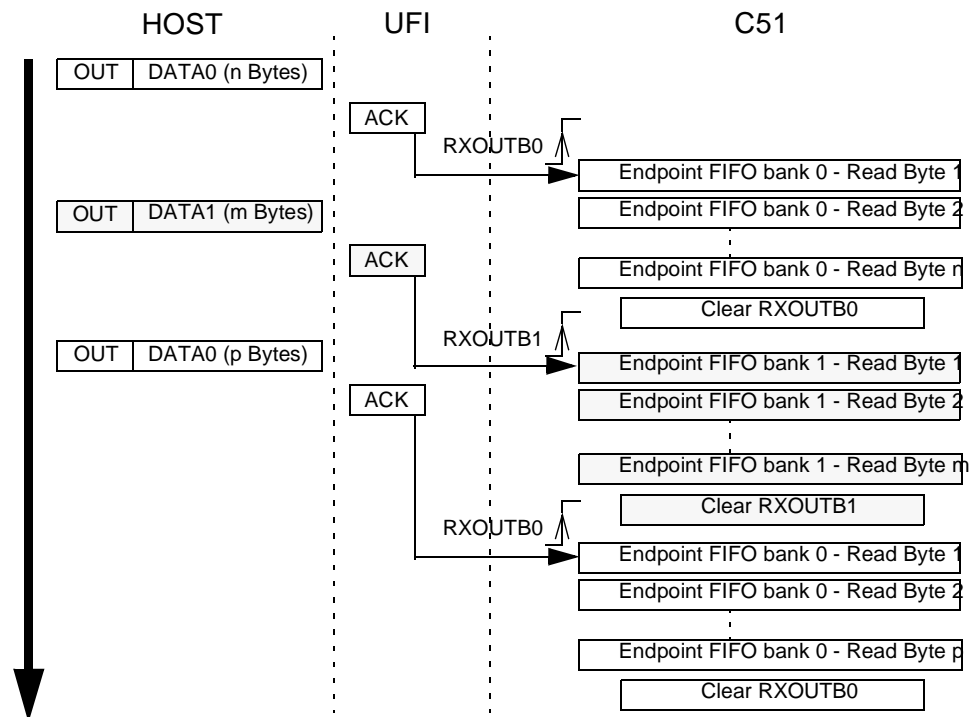 HOST UFI C51
OUT DATA0 (n Bytes)
ACK
RXOUTB0
Endpoint FIFO bank 0 - Read Byte 1
OUT DATA1 (m Bytes)
Endpoint FIFO bank 0 - Read Byte 2
ACK
Endpoint FIFO bank 0 - Read Byte n
Clear RXOUTB0
RXOUTB1
OUT DATA0 (p Bytes)
Endpoint FIFO bank 1 - Read Byte 1
ACK
Endpoint FIFO bank 1 - Read Byte 2
Endpoint FIFO bank 1 - Read Byte m
Clear RXOUTB1
RXOUTB0
Endpoint FIFO bank 0 - Read Byte 1
Endpoint FIFO bank 0 - Read Byte 2
Endpoint FIFO bank 0 - Read Byte p
Clear RXOUTB0